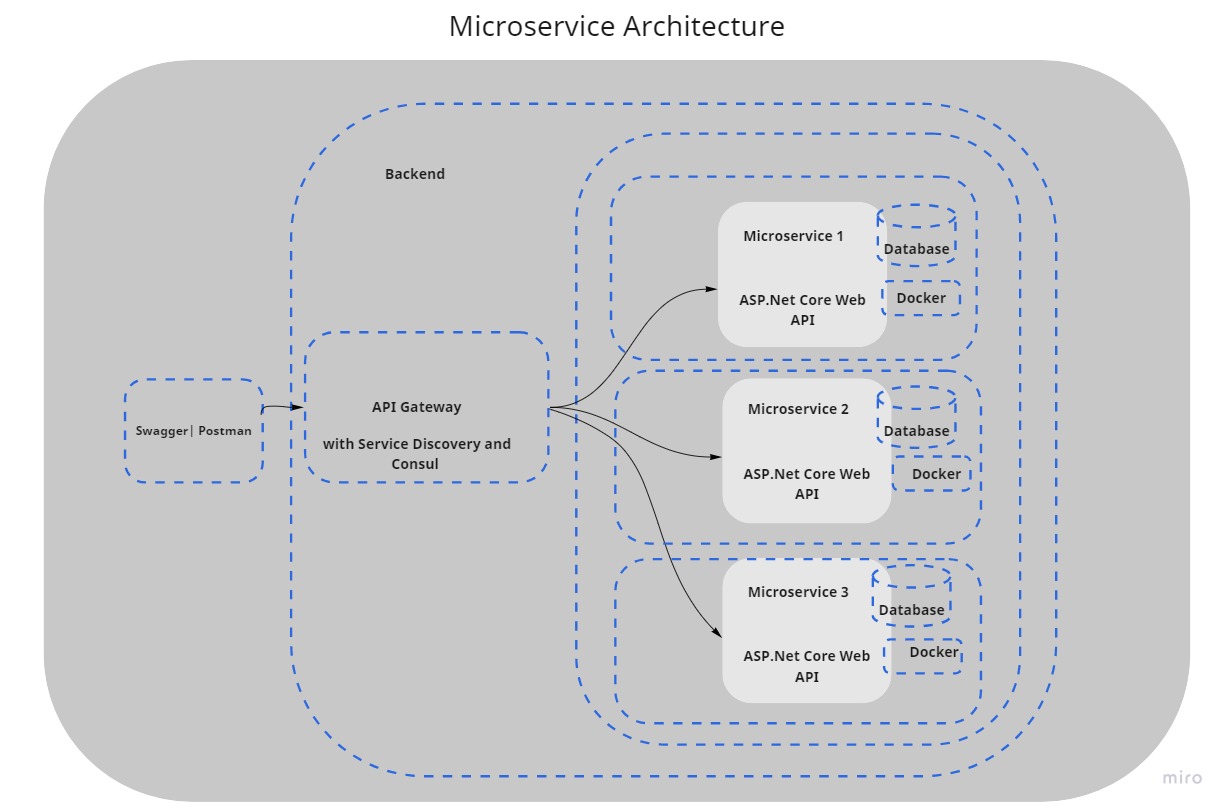 Microservice Architecture
Backend
Microservice 1
Database
Docker
ASP.Net Core Web
API
Swagger| Postman
API Gateway
with Service Discovery and
Consul
Microservice 2
Database
Docker
ASP.Net Core Web
API
Microservice 3
Database
Docker
ASP.Net Core Web
API
miro